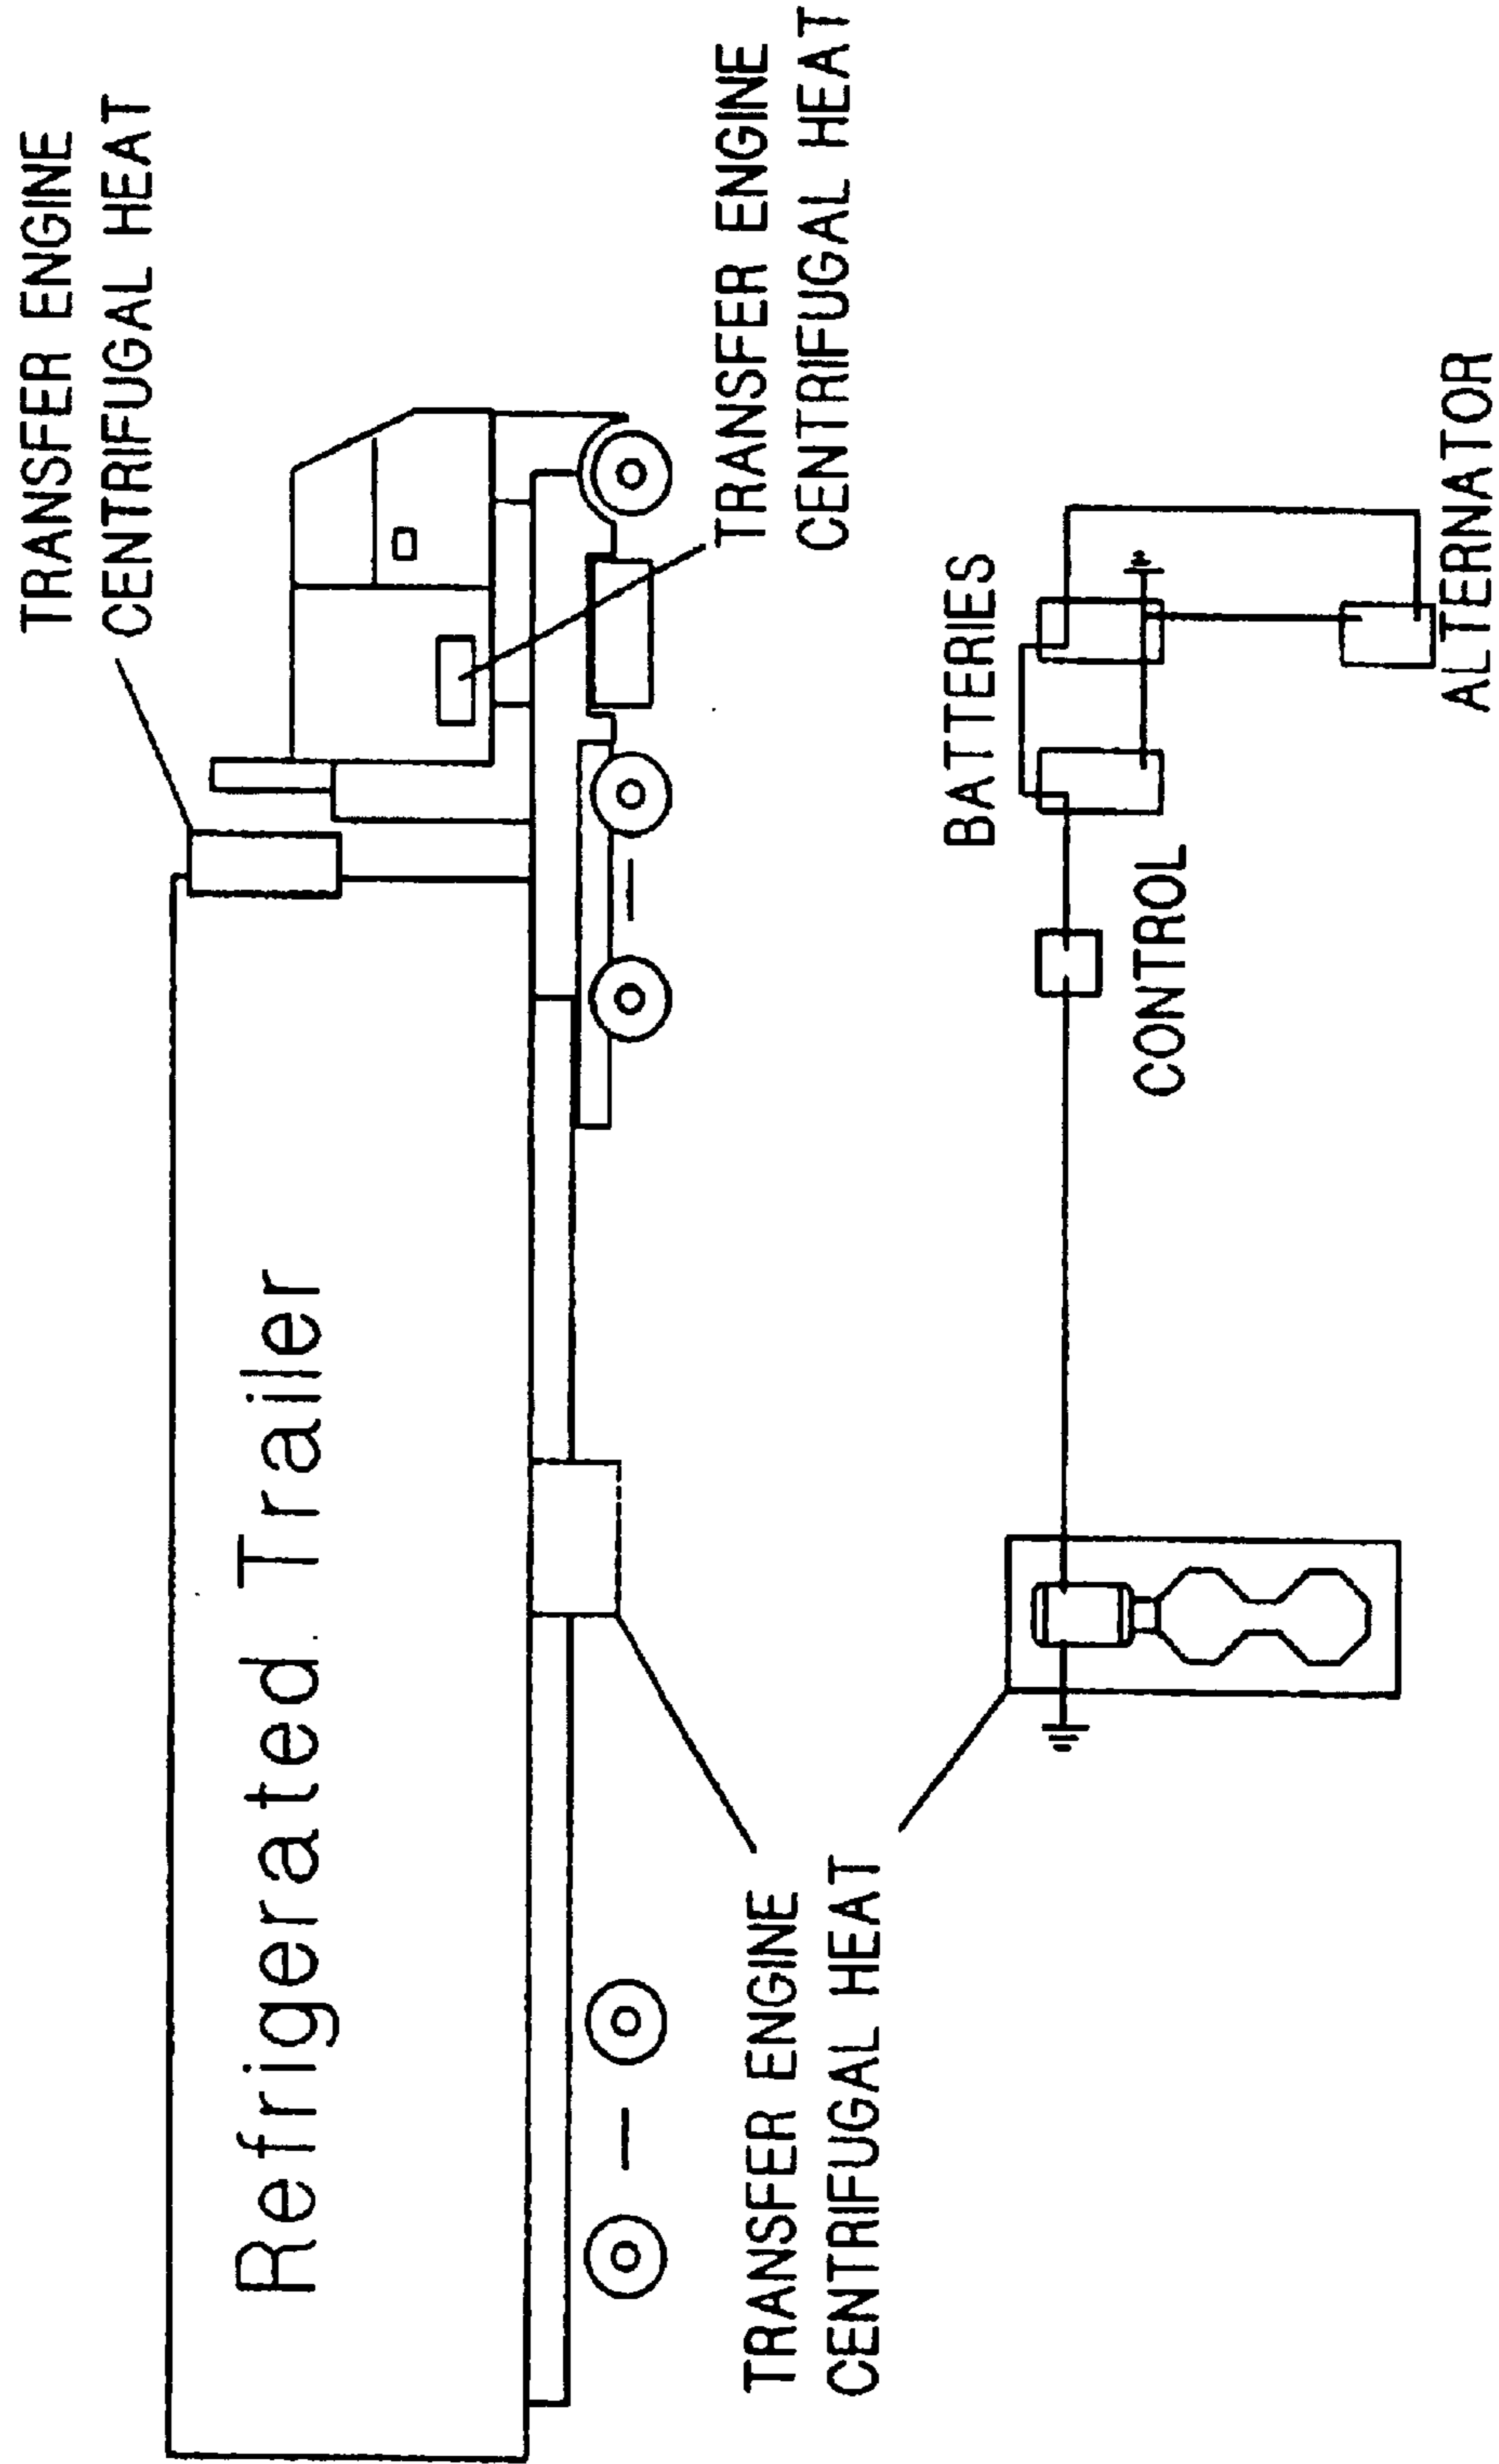 TRANSFER ENGINE
CENTRIFUGAL HEAT
Refrigerated Trailer
TRANSFER ENGINE
CENTRIFUGAL HEAT
TRANSFER ENGINE
CENTRIFUGAL HEAT
BATTERIES
CONTROL
ALTERNATOR